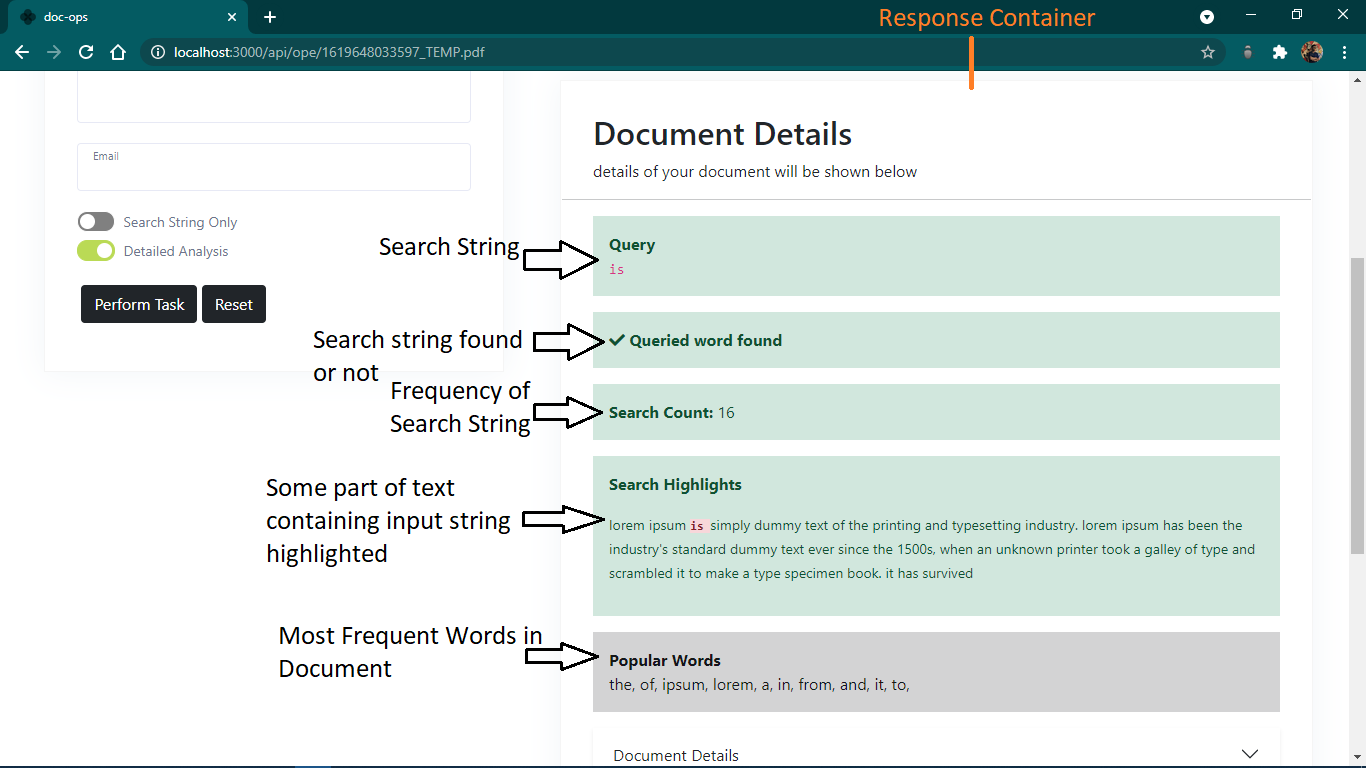 doc-ops
Response Container
localhost:3000/api/ope/1619648033597_TEMP.pdf
Email
Search String Only
Detailed Analysis
Perform Task
Reset
Document Details
details of your document will be shown below
Search String
Query
is
Search string found
or not
Queried word found
Frequency of
Search String
Search Count: 16
Some part of text
containing input string
highlighted
Search Highlights
lorem ipsum is simply dummy text of the printing and typesetting industry. lorem ipsum has been the
industry's standard dummy text ever since the 1500s, when an unknown printer took a galley of type and
scrambled it to make a type specimen book. it has survived
Most Frequent Words in
Document
Popular Words
the, of, ipsum, lorem, a, in, from, and, it, to,
Document Details